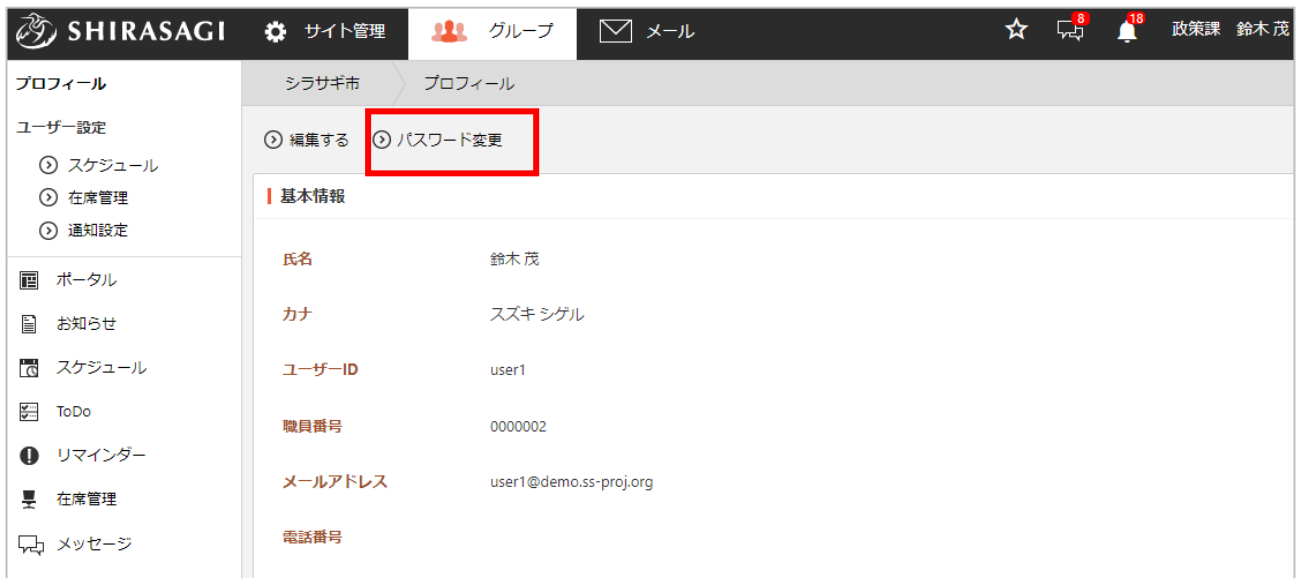 SHIRASAGI サイト管理 グループ メール 8 18 政策課 鈴木 茂
プロフィール
ユーザー設定
スケジュール
在席管理
通知設定
ポータル
お知らせ
スケジュール
ToDo
リマインダー
在席管理
メッセージ
シラサギ市 プロフィール
編集する パスワード変更
基本情報
氏名 鈴木 茂
カナ スズキ シゲル
ユーザーID user1
職員番号 0000002
メールアドレス user1@demo.ss-proj.org
電話番号